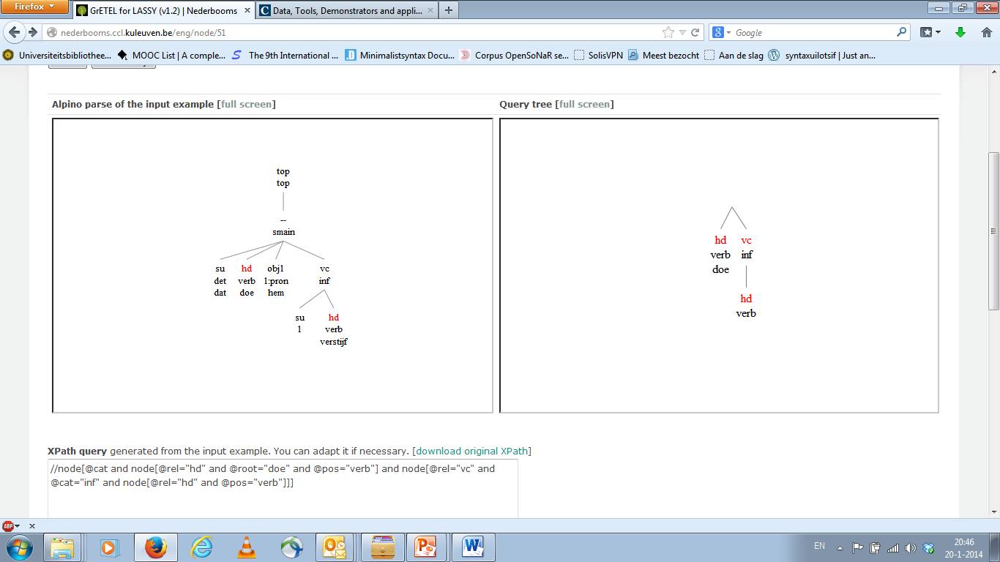 Firefox
GrETEL for LASSY (v1.2) | Nederbooms
Data, Tools, Demonstrators and appli...
nederbooms.ccl.kuleuven.be/eng/node/51
Google
Universiteitsbibliothee...
MOOC List | A comple...
The 9th International ...
Minimalistsyntax Docu...
Corpus OpenSoNaR se...
SolisVPN
Meest bezocht
Aan de slag
syntaxuilotsif | Just an...
Alpino parse of the input example [full screen]
Query tree [full screen]
top
top
--
smain
su hd obj1 vc
det verb 1:pron inf
dat doe hem
su hd
1 verb
verstijf
hd vc
verb inf
doe
hd
verb
XPath query generated from the input example. You can adapt it if necessary. [download original XPath]
//node[@cat and node[@rel="hd" and @root="doe" and @pos="verb"] and node[@rel="vc" and
@cat="inf" and node[@rel="hd" and @pos="verb"]]]
ABP
EN
20:46
20-1-2014